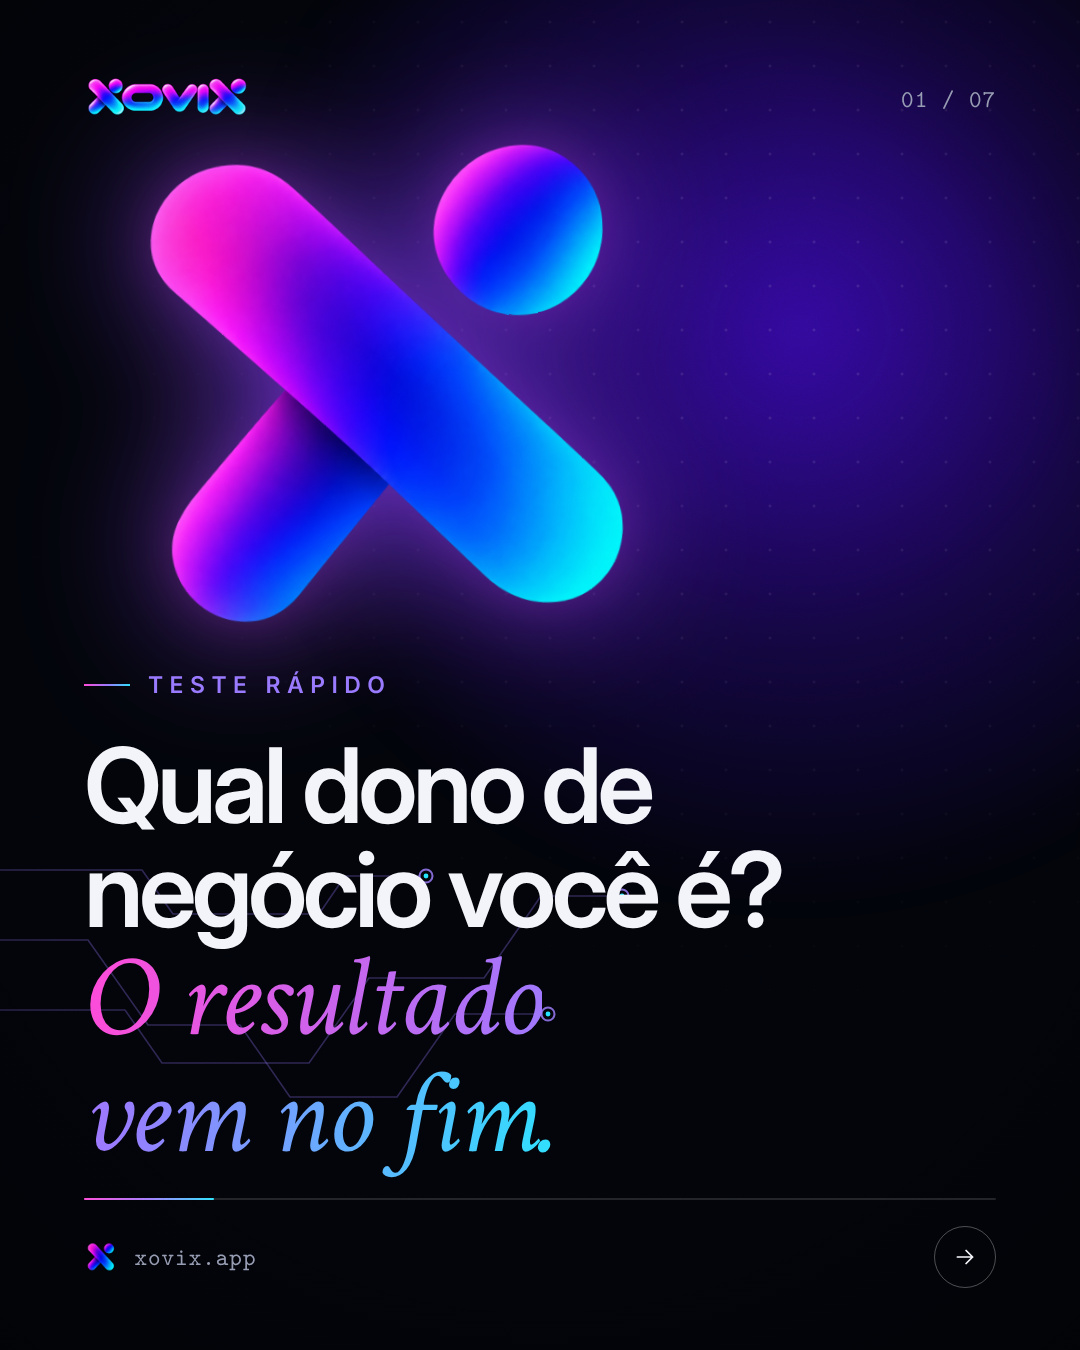 XOVIX
01 / 07
TESTE RÁPIDO
Qual dono de
negócio você é?
O resultado
vem no fim.
xovix.app